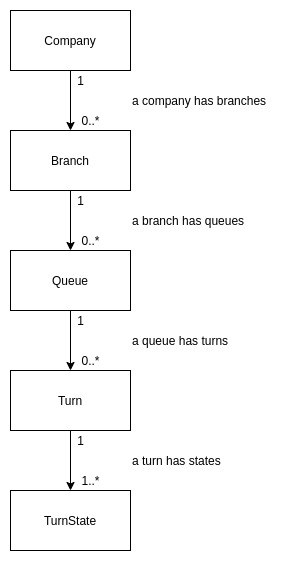 Company
1
a company has branches
0..*
Branch
1
a branch has queues
0..*
Queue
1
a queue has turns
0..*
Turn
1
a turn has states
1..*
TurnState